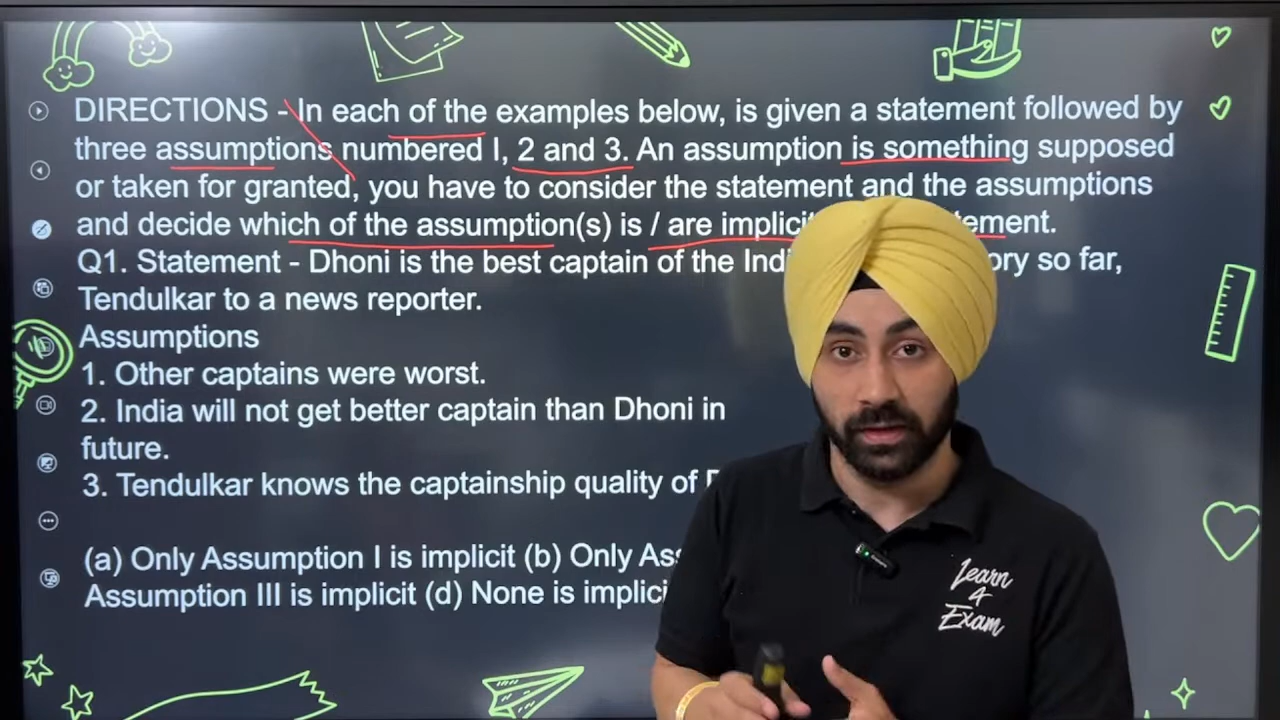 DIRECTIONS - In each of the examples below, is given a statement followed by
three assumptions numbered I, 2 and 3. An assumption is something supposed
or taken for granted, you have to consider the statement and the assumptions
and decide which of the assumption(s) is / are implicit
Q1. Statement - Dhoni is the best captain of the so far,
Tendulkar to a news reporter.
Assumptions
1. Other captains were worst.
2. India will not get better captain than Dhoni in
future.
3. Tendulkar knows the captainship quality of
(a) Only Assumption I is implicit (b) Only
Assumption III is implicit (d) None is
Learn
4
Exam